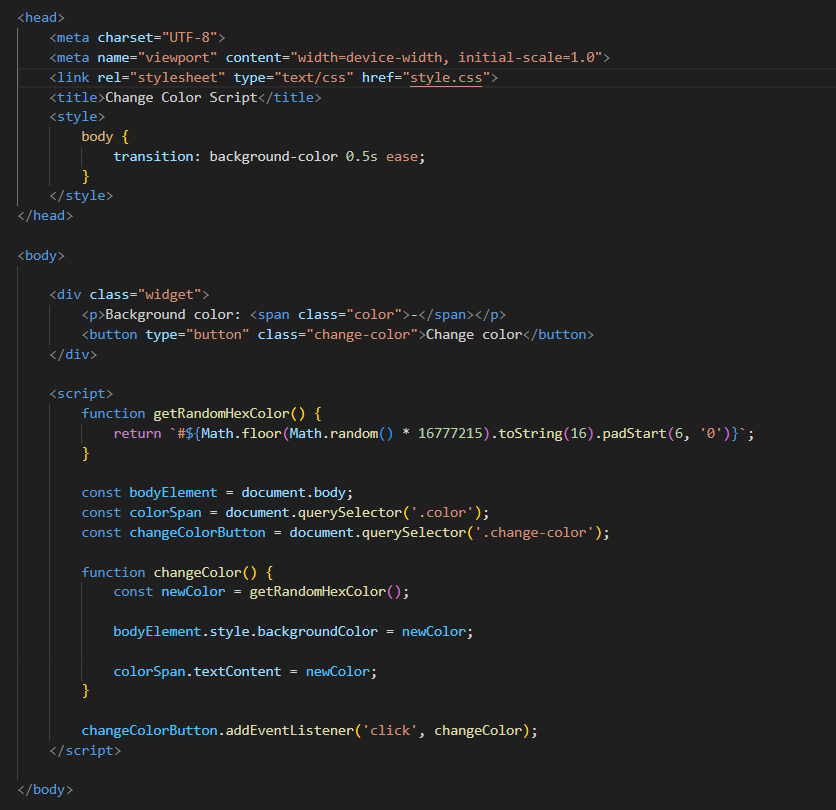 <head>
<meta charset="UTF-8">
<meta name="viewport" content="width=device-width, initial-scale=1.0">
<link rel="stylesheet" type="text/css" href="style.css">
<title>Change Color Script</title>
<style>
body {
transition: background-color 0.5s ease;
}
</style>
</head>
<body>
<div class="widget">
<p>Background color: <span class="color">-</span></p>
<button type="button" class="change-color">Change color</button>
</div>
<script>
function getRandomHexColor() {
return `#${Math.floor(Math.random() * 16777215).toString(16).padStart(6, '0')}`;
}
const bodyElement = document.body;
const colorSpan = document.querySelector('.color');
const changeColorButton = document.querySelector('.change-color');
function changeColor() {
const newColor = getRandomHexColor();
bodyElement.style.backgroundColor = newColor;
colorSpan.textContent = newColor;
}
changeColorButton.addEventListener('click', changeColor);
</script>
</body>